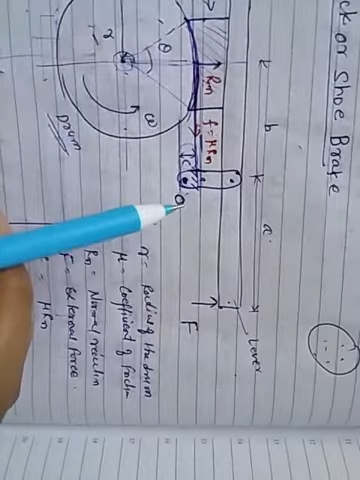 ck or Shoe Brake
r
θ
ω
Drum
Rn
f = μRn
c
b
a
O
F
Lever
r = Radius of the drum
μ = Coefficient of
Rn = Normal reaction
F = External force.
= μRn